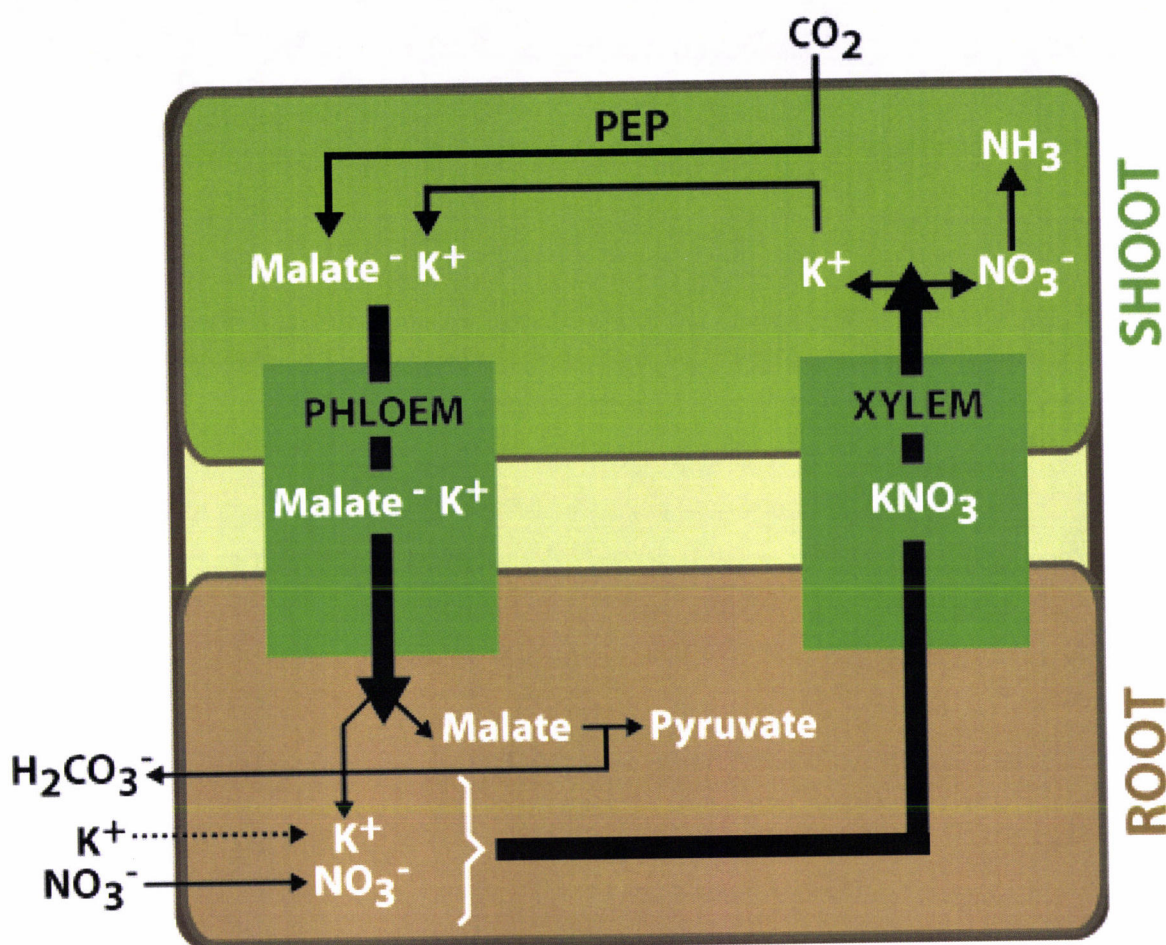 CO₂
PEP
NH₃
Malate⁻ K⁺
K⁺
NO₃⁻
SHOOT
PHLOEM
XYLEM
Malate⁻ K⁺
KNO₃
ROOT
Malate
Pyruvate
H₂CO₃⁻
K⁺
K⁺
NO₃⁻
NO₃⁻